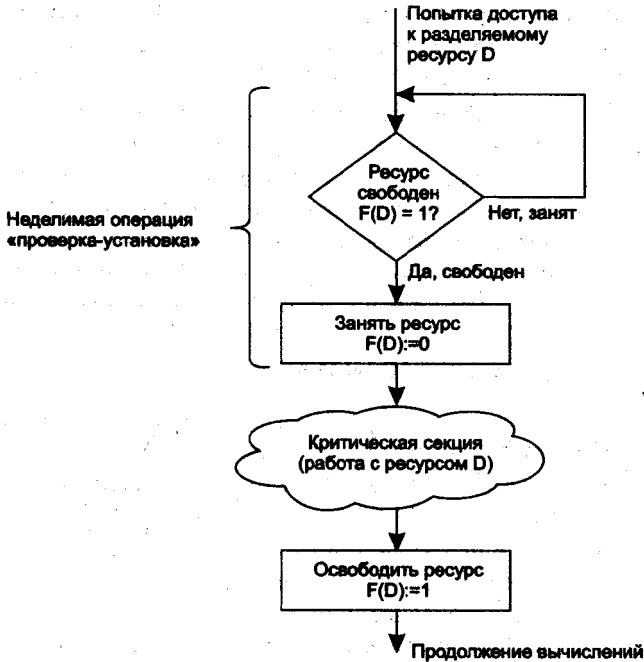 Попытка доступа
к разделяемому
ресурсу D
Ресурс
свободен
F(D) = 1?
Нет, занят
Неделимая операция
«проверка-установка»
Да, свободен
Занять ресурс
F(D):=0
Критическая секция
(работа с ресурсом D)
Освободить ресурс
F(D):=1
Продолжение вычислений